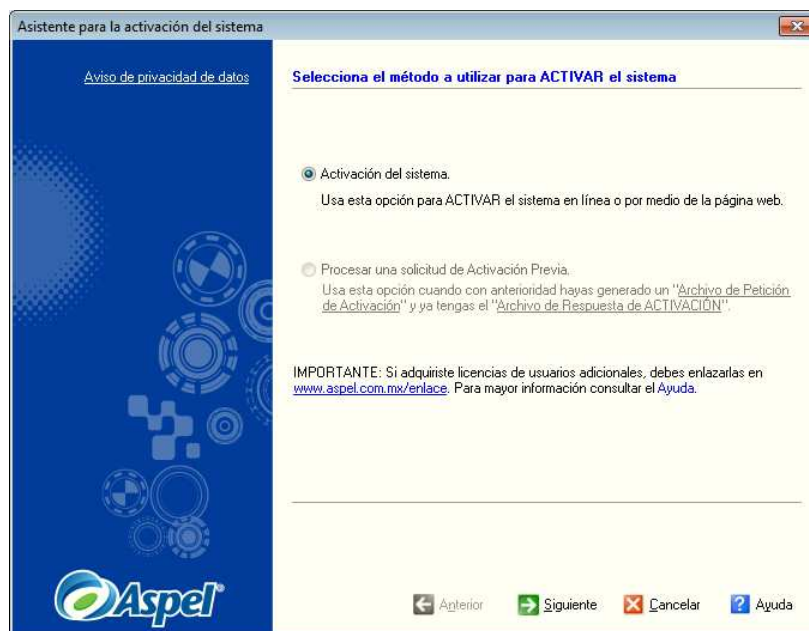 Asistente para la activación del sistema
Aviso de privacidad de datos
Selecciona el método a utilizar para ACTIVAR el sistema
Activación del sistema.
Usa esta opción para ACTIVAR el sistema en línea o por medio de la página web.
Procesar una solicitud de Activación Previa.
Usa esta opción cuando con anterioridad hayas generado un "Archivo de Petición
de Activación" y ya tengas el "Archivo de Respuesta de ACTIVACIÓN".
IMPORTANTE: Si adquiriste licencias de usuarios adicionales, debes enlazarlas en
www.aspel.com.mx/enlace. Para mayor información consultar el Ayuda.
Aspel®
Anterior Siguiente Cancelar Ayuda